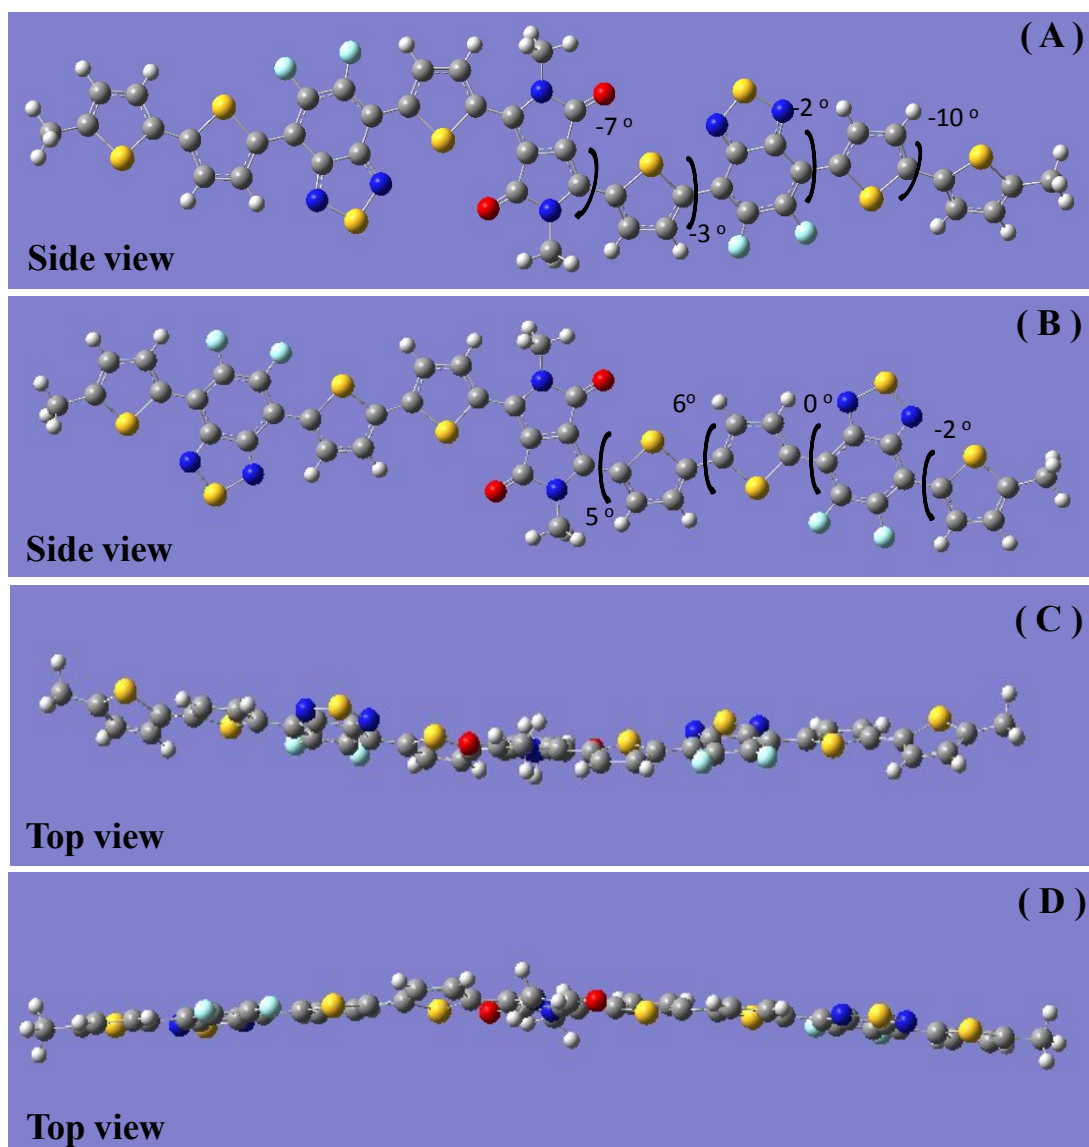 ( A )
-7 o
-2 o
-10 o
-3 o
Side view
( B )
6o
0 o
-2 o
5 o
Side view
( C )
Top view
( D )
Top view